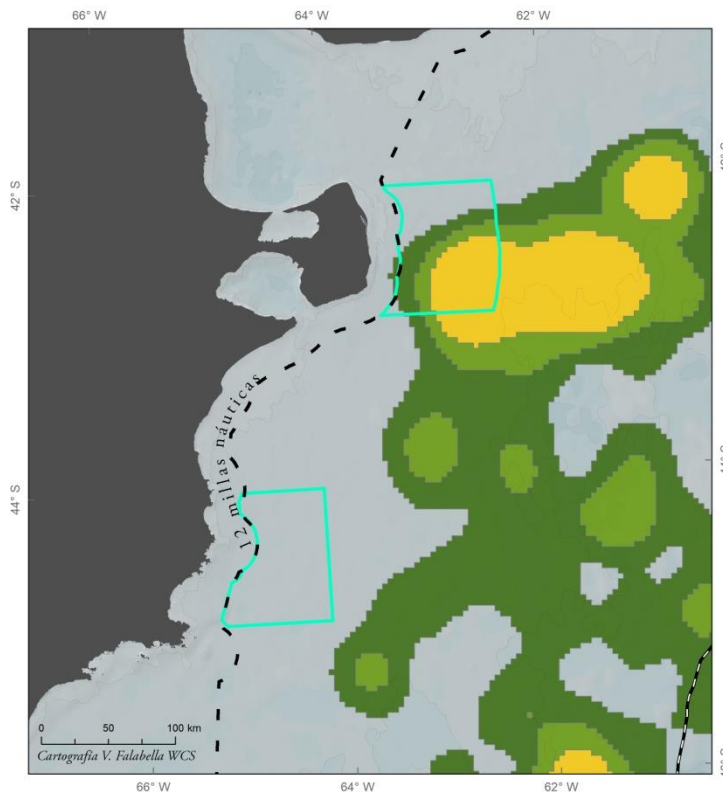 66° W 64° W 62° W
42° S
44° S
12 millas náuticas
0 50 100 km
Cartografía V. Falabella WCS
66° W 64° W 62° W